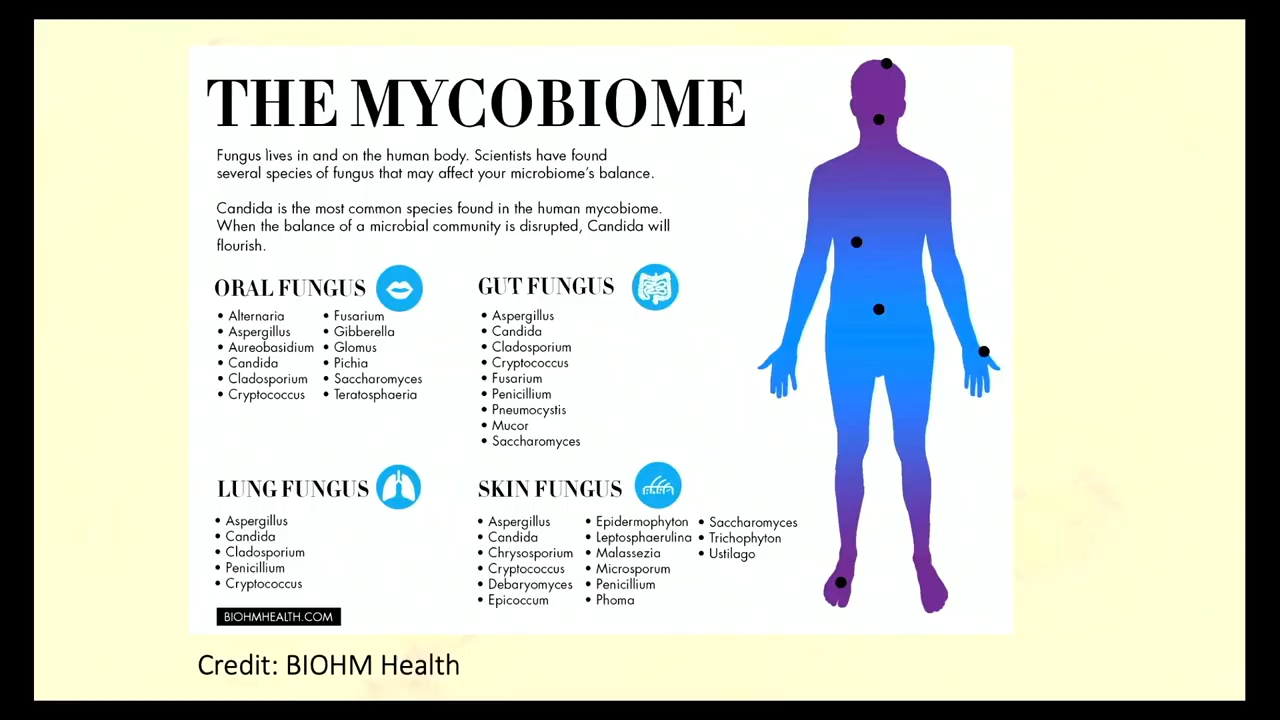 THE MYCOBIOME
Fungus lives in and on the human body. Scientists have found
several species of fungus that may affect your microbiome's balance.
Candida is the most common species found in the human mycobiome.
When the balance of a microbial community is disrupted, Candida will
flourish.
ORAL FUNGUS
• Alternaria
• Aspergillus
• Aureobasidium
• Candida
• Cladosporium
• Cryptococcus
• Fusarium
• Gibberella
• Glomus
• Pichia
• Saccharomyces
• Teratosphaeria
GUT FUNGUS
• Aspergillus
• Candida
• Cladosporium
• Cryptococcus
• Fusarium
• Penicillium
• Pneumocystis
• Mucor
• Saccharomyces
LUNG FUNGUS
• Aspergillus
• Candida
• Cladosporium
• Penicillium
• Cryptococcus
SKIN FUNGUS
• Aspergillus
• Candida
• Chrysosporium
• Cryptococcus
• Debaryomyces
• Epicoccum
• Epidermophyton
• Leptosphaerulina
• Malassezia
• Microsporum
• Penicillium
• Phoma
• Saccharomyces
• Trichophyton
• Ustilago
BIOHMHEALTH.COM
Credit: BIOHM Health